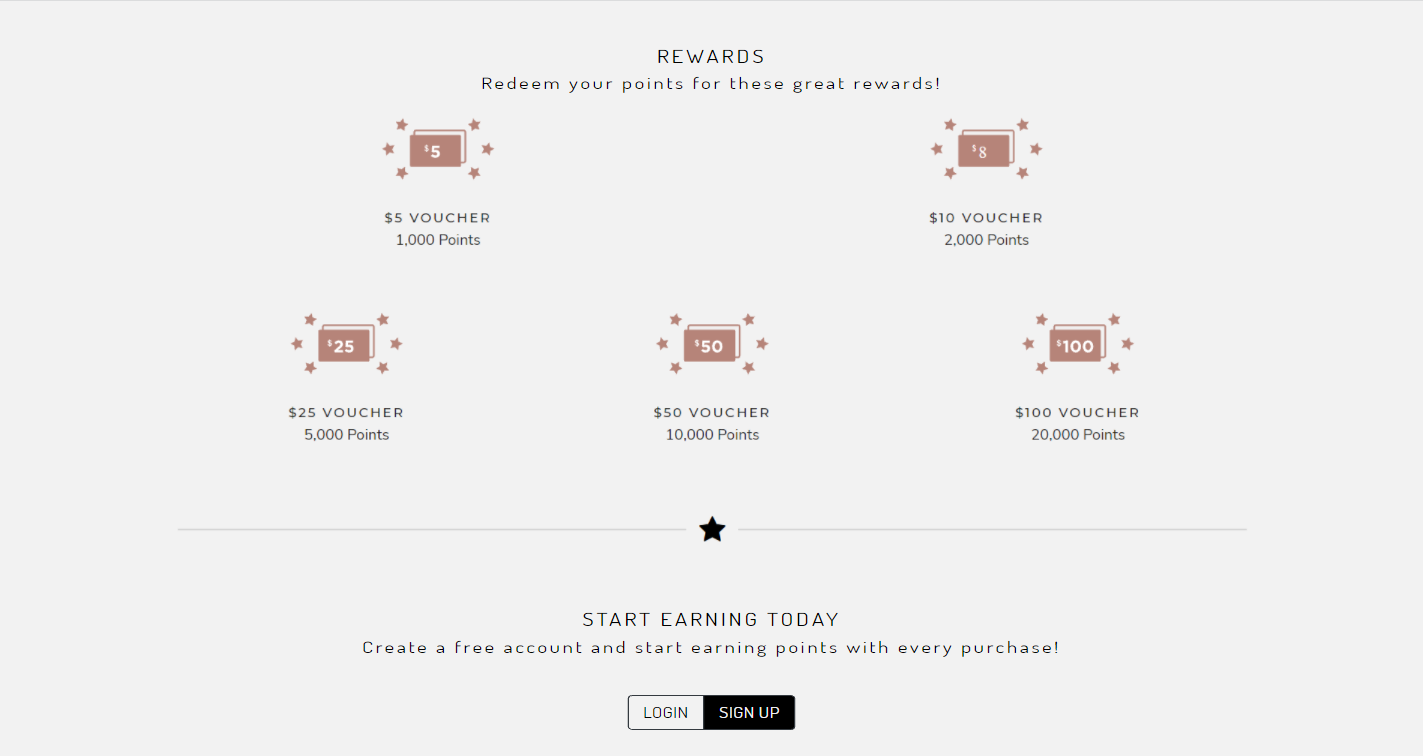 REWARDS
Redeem your points for these great rewards!
$5
$8
$5 VOUCHER
$10 VOUCHER
1,000 Points
2,000 Points
$25
$50
$100
$25 VOUCHER
$50 VOUCHER
$100 VOUCHER
5,000 Points
10,000 Points
20,000 Points
START EARNING TODAY
Create a free account and start earning points with every purchase!
LOGIN
SIGN UP